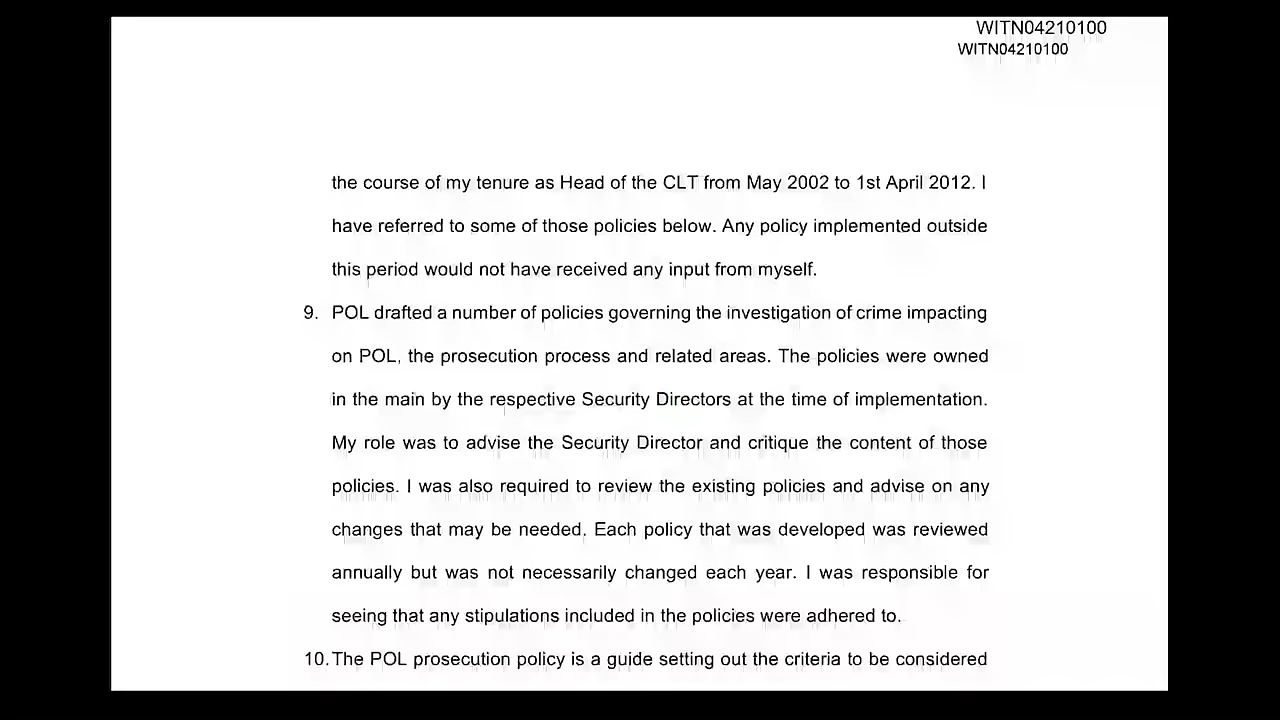 WITN04210100
WITN04210100
the course of my tenure as Head of the CLT from May 2002 to 1st April 2012. I
have referred to some of those policies below. Any policy implemented outside
this period would not have received any input from myself.
9. POL drafted a number of policies governing the investigation of crime impacting
on POL, the prosecution process and related areas. The policies were owned
in the main by the respective Security Directors at the time of implementation.
My role was to advise the Security Director and critique the content of those
policies. I was also required to review the existing policies and advise on any
changes that may be needed. Each policy that was developed was reviewed
annually but was not necessarily changed each year. I was responsible for
seeing that any stipulations included in the policies were adhered to.
10. The POL prosecution policy is a guide setting out the criteria to be considered